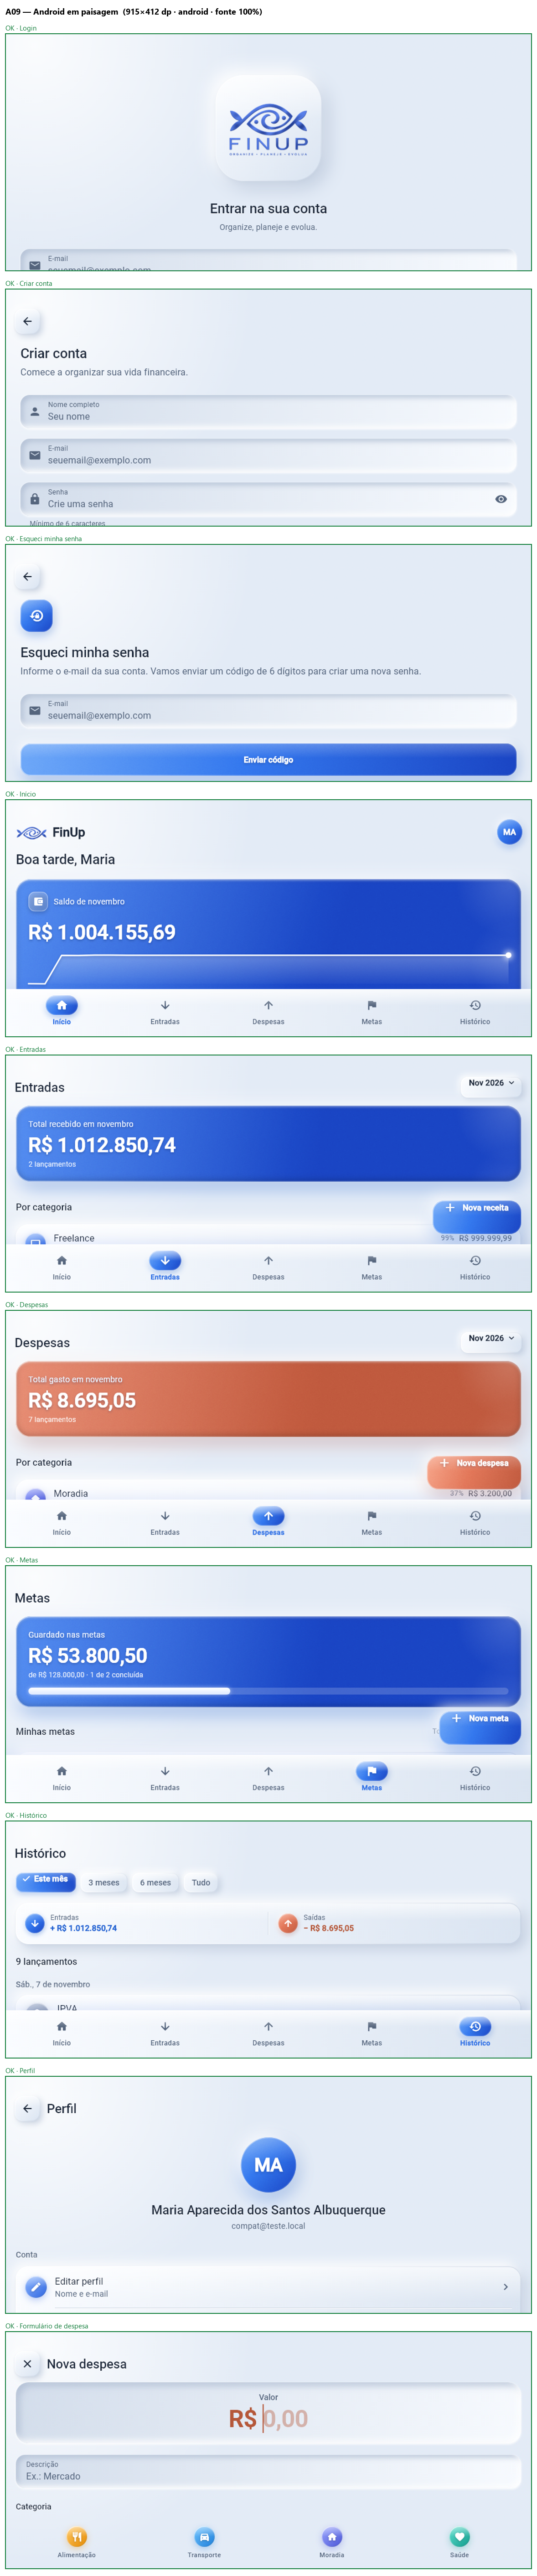 A09 — Android em paisagem (915×412 dp · android · fonte 100%)
OK · Login
FINUP
ORGANIZE • PLANEJE • EVOLUA
Entrar na sua conta
Organize, planeje e evolua.
E-mail
seuemail@exemplo.com
OK · Criar conta
Criar conta
Comece a organizar sua vida financeira.
Nome completo
Seu nome
E-mail
seuemail@exemplo.com
Senha
Crie uma senha
Mínimo de 6 caracteres
OK · Esqueci minha senha
Esqueci minha senha
Informe o e-mail da sua conta. Vamos enviar um código de 6 dígitos para criar uma nova senha.
E-mail
seuemail@exemplo.com
Enviar código
OK · Início
FinUp
MA
Boa tarde, Maria
Saldo de novembro
R$ 1.004.155,69
Início
Entradas
Despesas
Metas
Histórico
OK · Entradas
Entradas
Nov 2026
Total recebido em novembro
R$ 1.012.850,74
2 lançamentos
Por categoria
Nova receita
Freelance
99% R$ 999.999,99
Início
Entradas
Despesas
Metas
Histórico
OK · Despesas
Despesas
Nov 2026
Total gasto em novembro
R$ 8.695,05
7 lançamentos
Por categoria
Nova despesa
Moradia
37% R$ 3.200,00
Início
Entradas
Despesas
Metas
Histórico
OK · Metas
Metas
Guardado nas metas
R$ 53.800,50
de R$ 128.000,00 · 1 de 2 concluída
Minhas metas
Nova meta
Início
Entradas
Despesas
Metas
Histórico
OK · Histórico
Histórico
Este mês
3 meses
6 meses
Tudo
Entradas
+ R$ 1.012.850,74
Saídas
− R$ 8.695,05
9 lançamentos
Sáb., 7 de novembro
IPVA
Início
Entradas
Despesas
Metas
Histórico
OK · Perfil
Perfil
MA
Maria Aparecida dos Santos Albuquerque
compat@teste.local
Conta
Editar perfil
Nome e e-mail
OK · Formulário de despesa
Nova despesa
Valor
R$ 0,00
Descrição
Ex.: Mercado
Categoria
Alimentação
Transporte
Moradia
Saúde